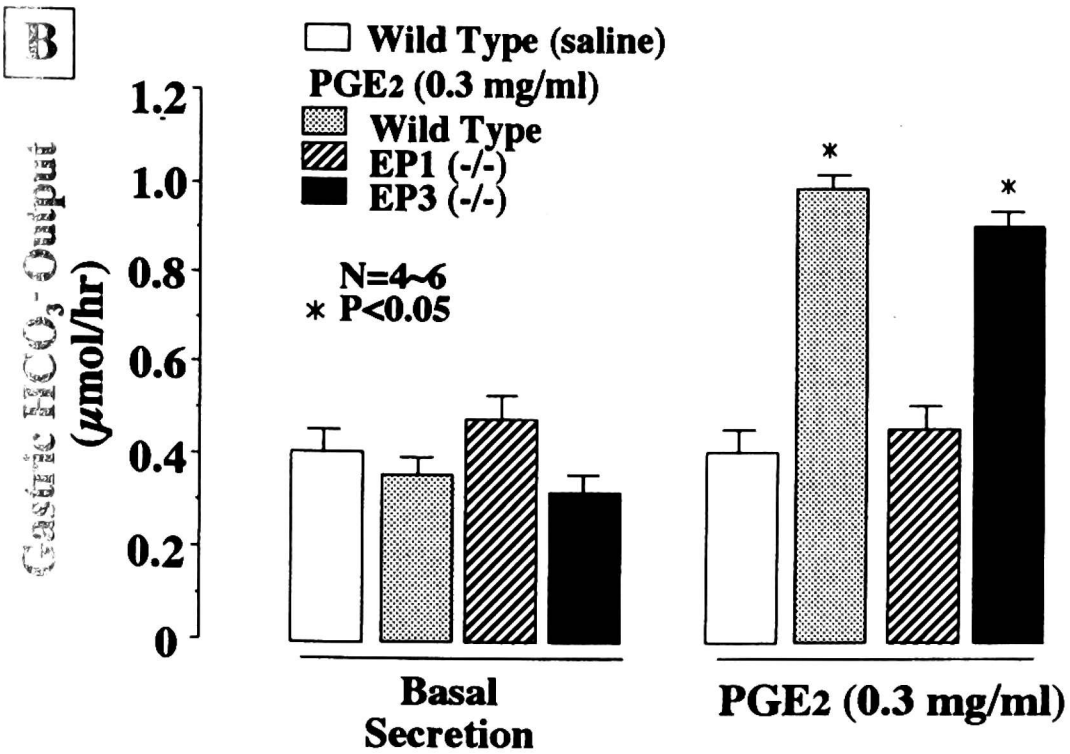 B
Wild Type (saline)
PGE2 (0.3 mg/ml)
Wild Type
EP1 (-/-)
EP3 (-/-)
N=4~6
* P<0.05
Gastric HCO3- Output
(μmol/hr)
1.2
1.0
0.8
0.6
0.4
0.2
0
*
*
Basal
Secretion
PGE2 (0.3 mg/ml)